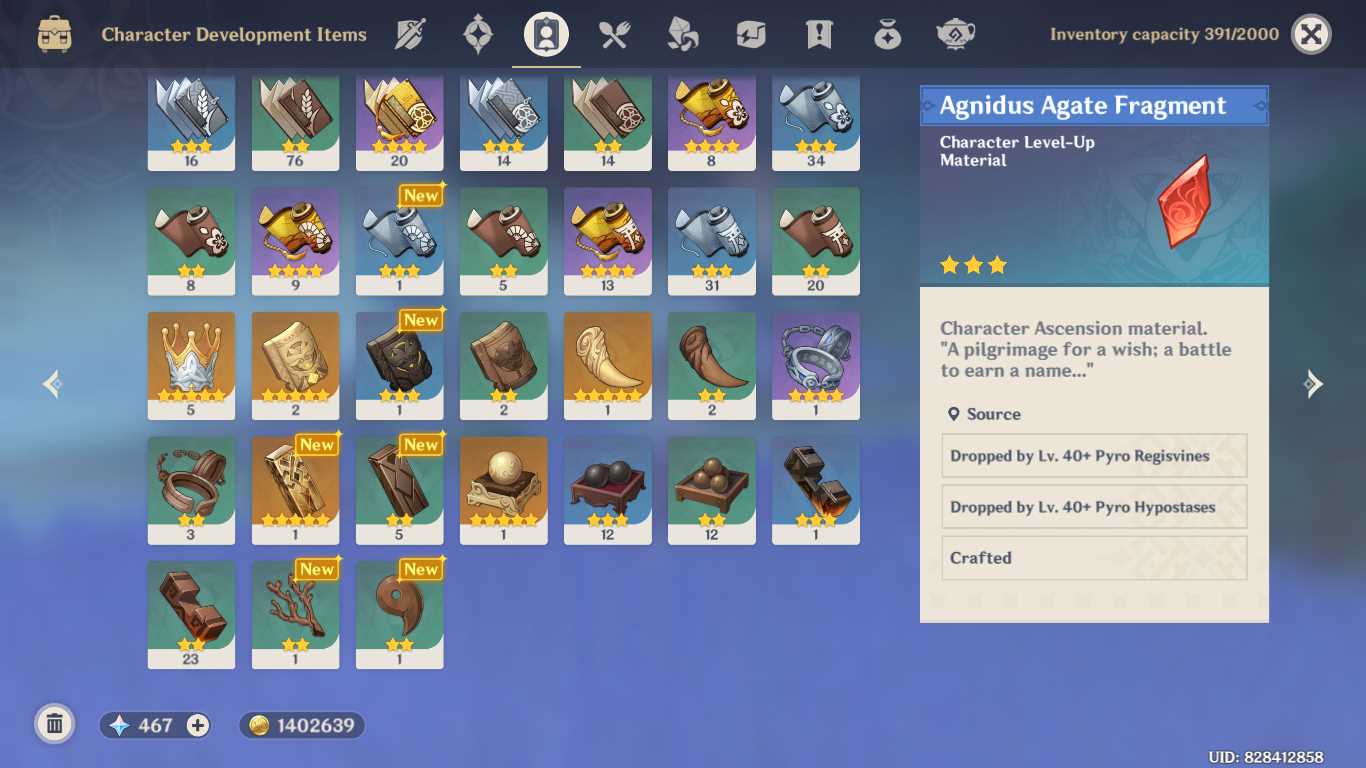 Character Development Items
Inventory capacity 391/2000
16
76
20
14
14
8
34
New
8
9
1
5
13
31
20
New
5
2
1
2
1
2
1
New
New
3
1
5
1
12
12
1
New
New
23
1
1
Agnidus Agate Fragment
Character Level-Up
Material
Character Ascension material.
"A pilgrimage for a wish; a battle
to earn a name..."
Source
Dropped by Lv. 40+ Pyro Regisvines
Dropped by Lv. 40+ Pyro Hypostases
Crafted
467
1402639
UID: 828412858